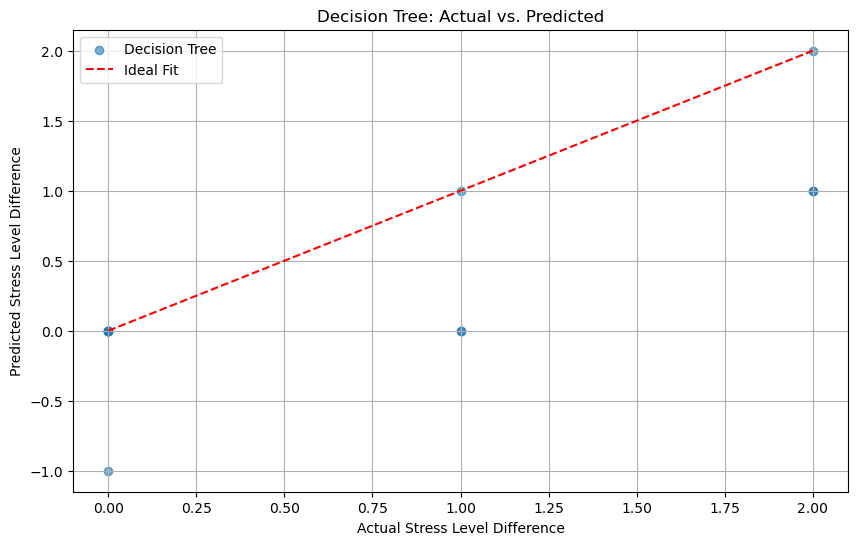 Decision Tree: Actual vs. Predicted
Decision Tree
Ideal Fit
Predicted Stress Level Difference
2.0
1.5
1.0
0.5
0.0
−0.5
−1.0
0.00 0.25 0.50 0.75 1.00 1.25 1.50 1.75 2.00
Actual Stress Level Difference